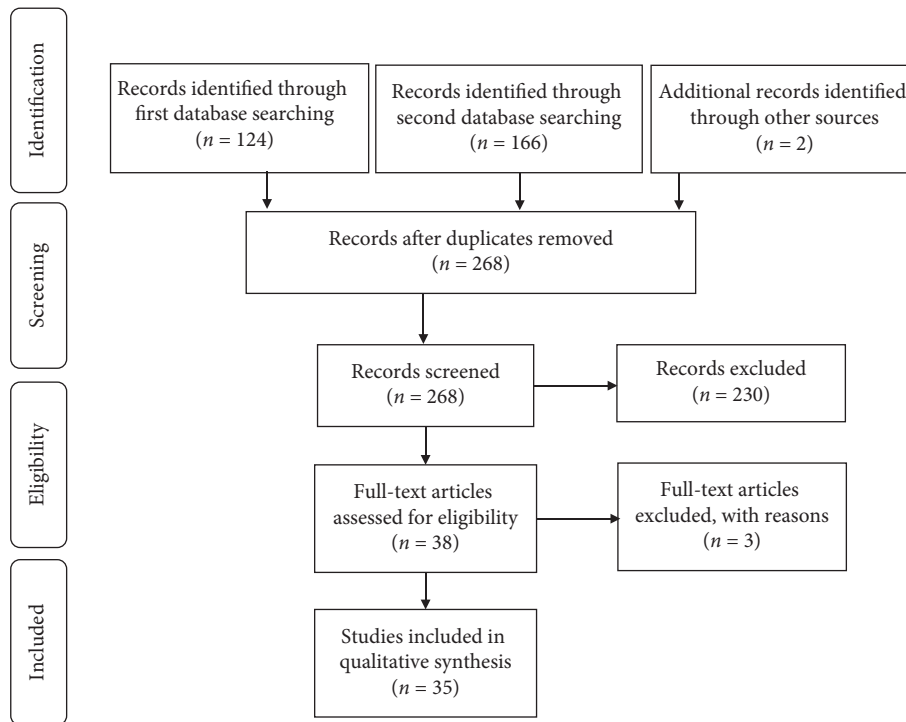 Identification
Records identified through
first database searching
(n = 124)
Records identified through
second database searching
(n = 166)
Additional records identified
through other sources
(n = 2)
Screening
Records after duplicates removed
(n = 268)
Records screened
(n = 268)
Records excluded
(n = 230)
Eligibility
Full-text articles
assessed for eligibility
(n = 38)
Full-text articles
excluded, with reasons
(n = 3)
Included
Studies included in
qualitative synthesis
(n = 35)